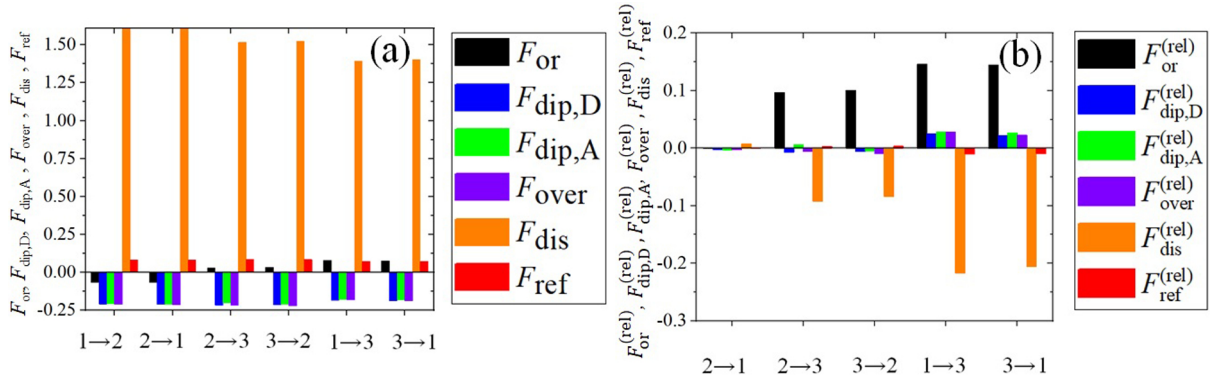 F_or, F_dip,D, F_dip,A, F_over, F_dis, F_ref
1.50
1.25
1.00
0.75
0.50
0.25
0.00
-0.25
1→2 2→1 2→3 3→2 1→3 3→1
(a)
F_or
F_dip,D
F_dip,A
F_over
F_dis
F_ref
F_or^(rel), F_dip,D^(rel), F_dip,A^(rel), F_over^(rel), F_dis^(rel), F_ref^(rel)
0.2
0.1
0.0
-0.1
-0.2
-0.3
2→1 2→3 3→2 1→3 3→1
(b)
F_or^(rel)
F_dip,D^(rel)
F_dip,A^(rel)
F_over^(rel)
F_dis^(rel)
F_ref^(rel)